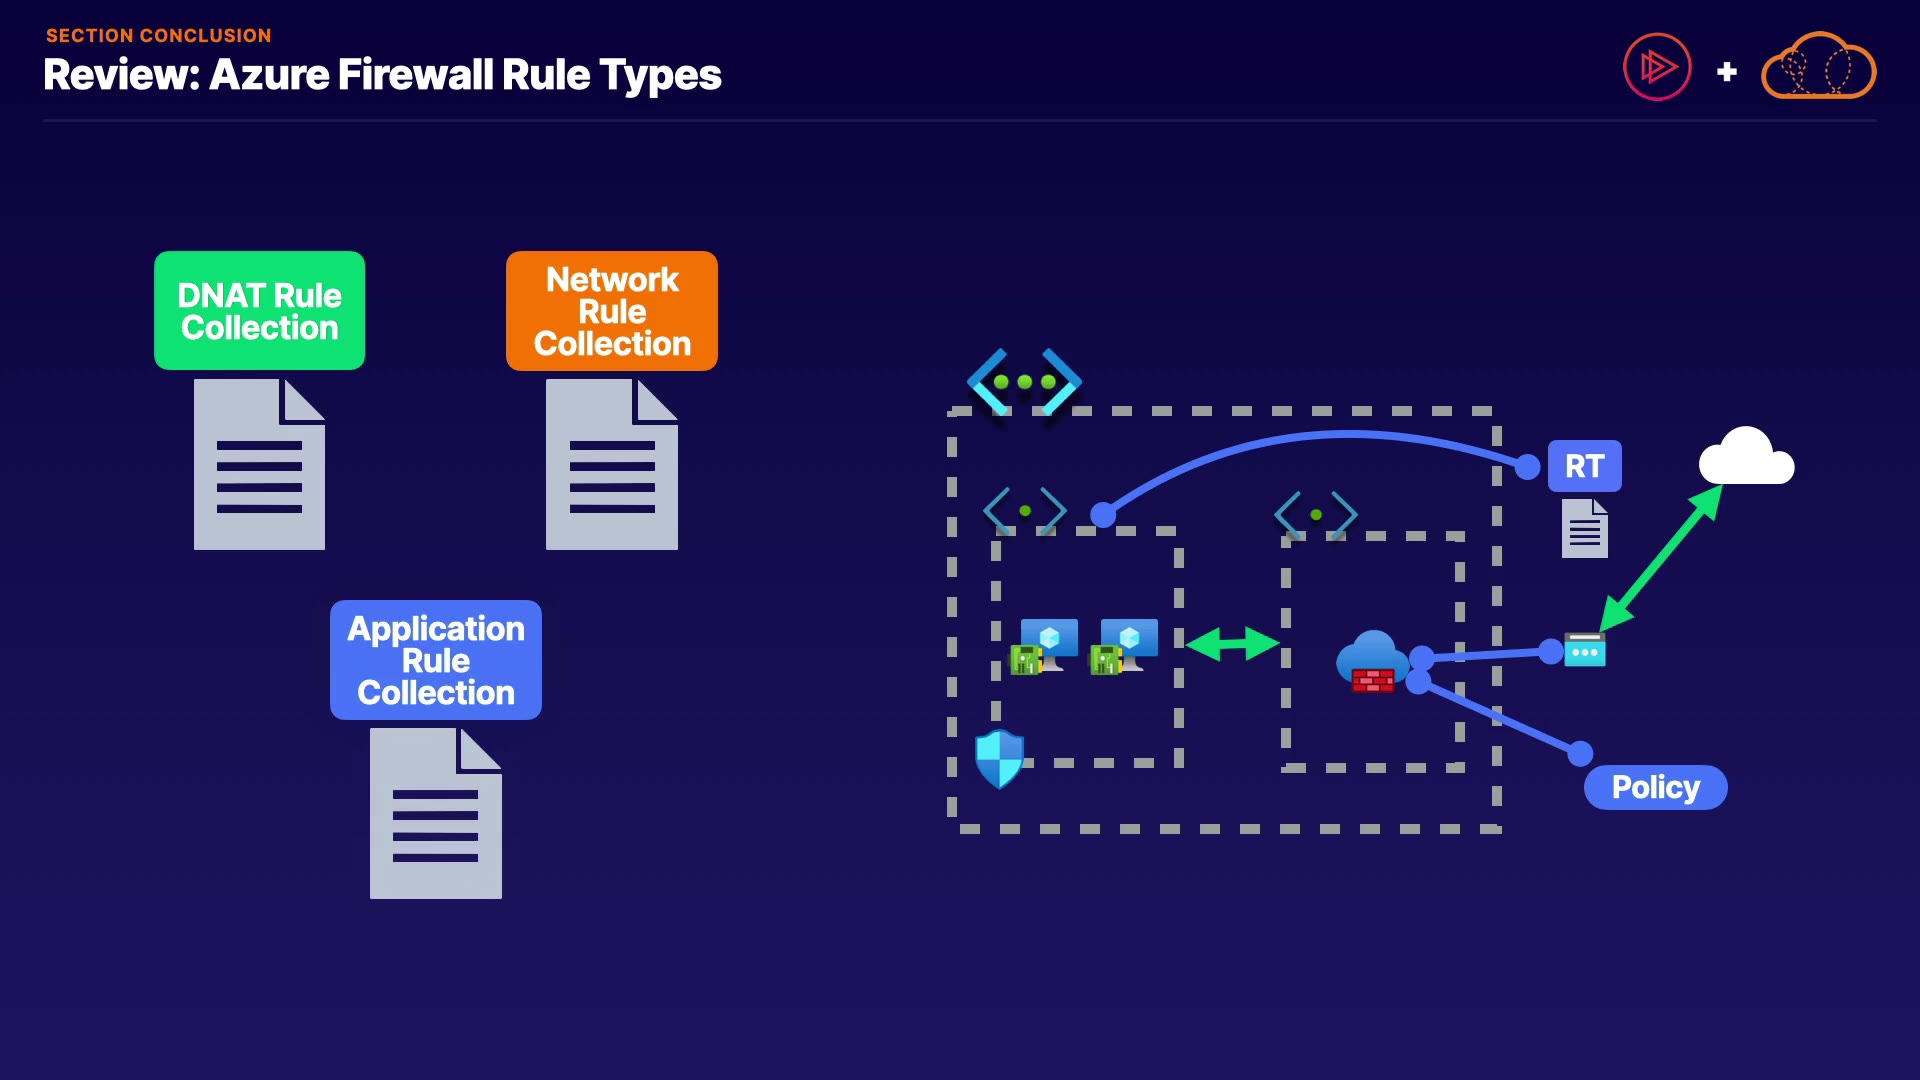 SECTION CONCLUSION
Review: Azure Firewall Rule Types
DNAT Rule
Collection
Network
Rule
Collection
Application
Rule
Collection
RT
Policy